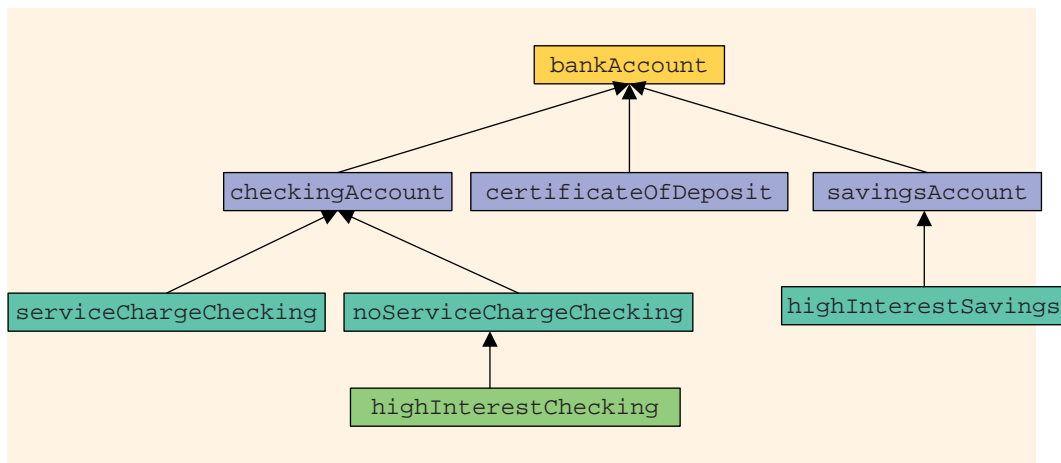 bankAccount
checkingAccount
certificateOfDeposit
savingsAccount
serviceChargeChecking
noServiceChargeChecking
highInterestSavings
highInterestChecking